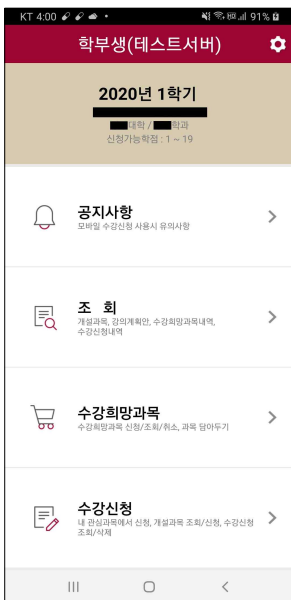 KT 4:00
91%
학부생(테스트서버)
2020년 1학기
대학 / 학과
신청가능학점 : 1 ~ 19
공지사항
모바일 수강신청 사용시 유의사항
조 회
개설과목, 강의계획안, 수강희망과목내역,
수강신청내역
수강희망과목
수강희망과목 신청/조회/취소, 과목 담아두기
수강신청
내 관심과목에서 신청, 개설과목 조회/신청, 수강신청
조회/삭제